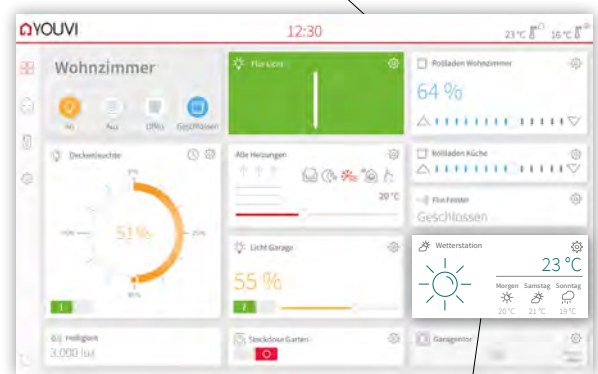 YOUVI
12:30
23 °C 16 °C
Wohnzimmer
An Aus Offen Geschlossen
Flur Licht
Rollladen Wohnzimmer
64 %
Deckenleuchte
0%
51%
25%
Alle Heizungen
20 °C
Rollladen Küche
Flur Fenster
Geschlossen
Licht Garage
55 %
Wetterstation
23 °C
Morgen Samstag Sonntag
20 °C 21 °C 19 °C
Helligkeit
3.000 lux
Steckdose Garten
Garagentor